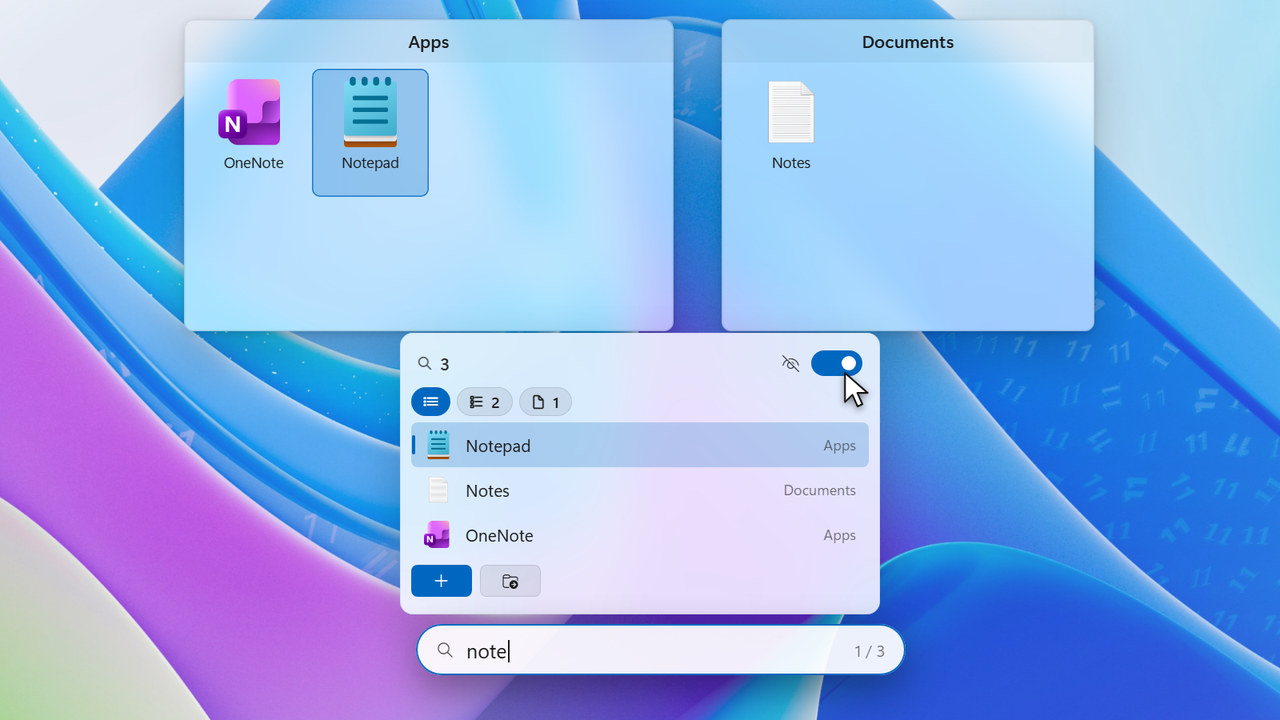 Apps
OneNote
Notepad
Documents
Notes
3
2
1
Notepad Apps
Notes Documents
OneNote Apps
note 1 / 3